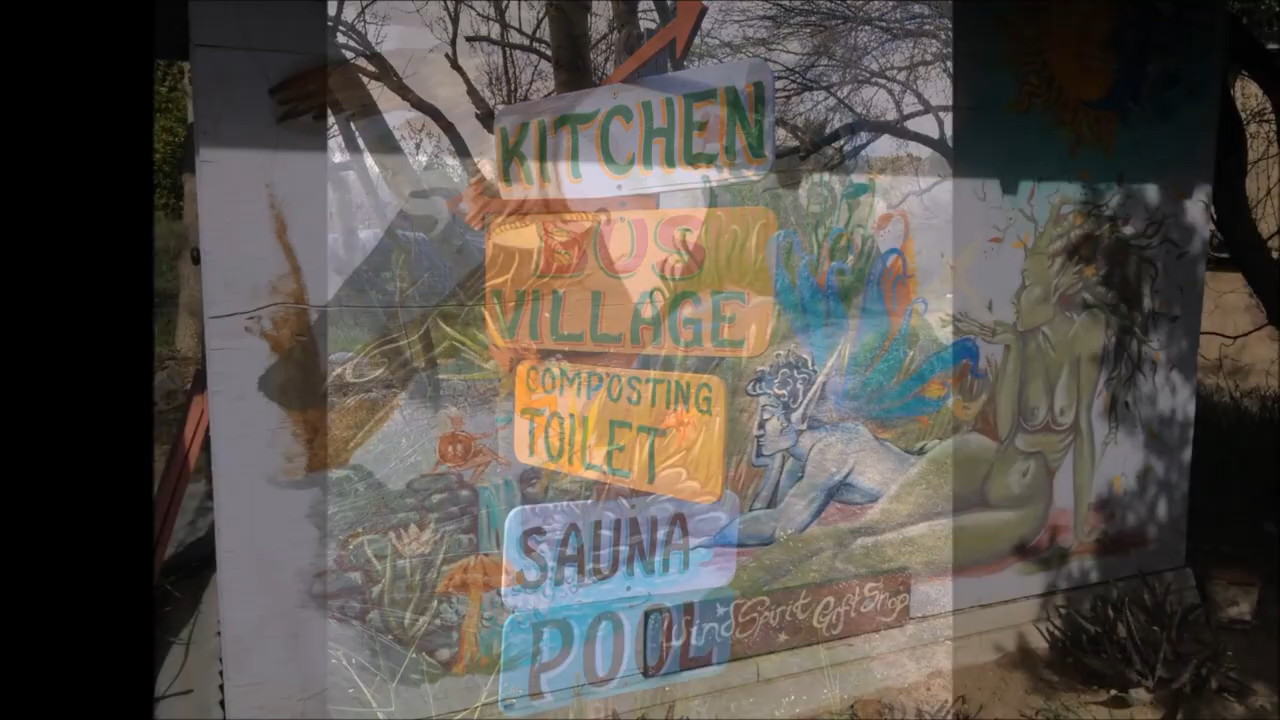 KITCHEN
BUS
VILLAGE
COMPOSTING
TOILET
SAUNA
POOL
WindSpirit Gift Shop